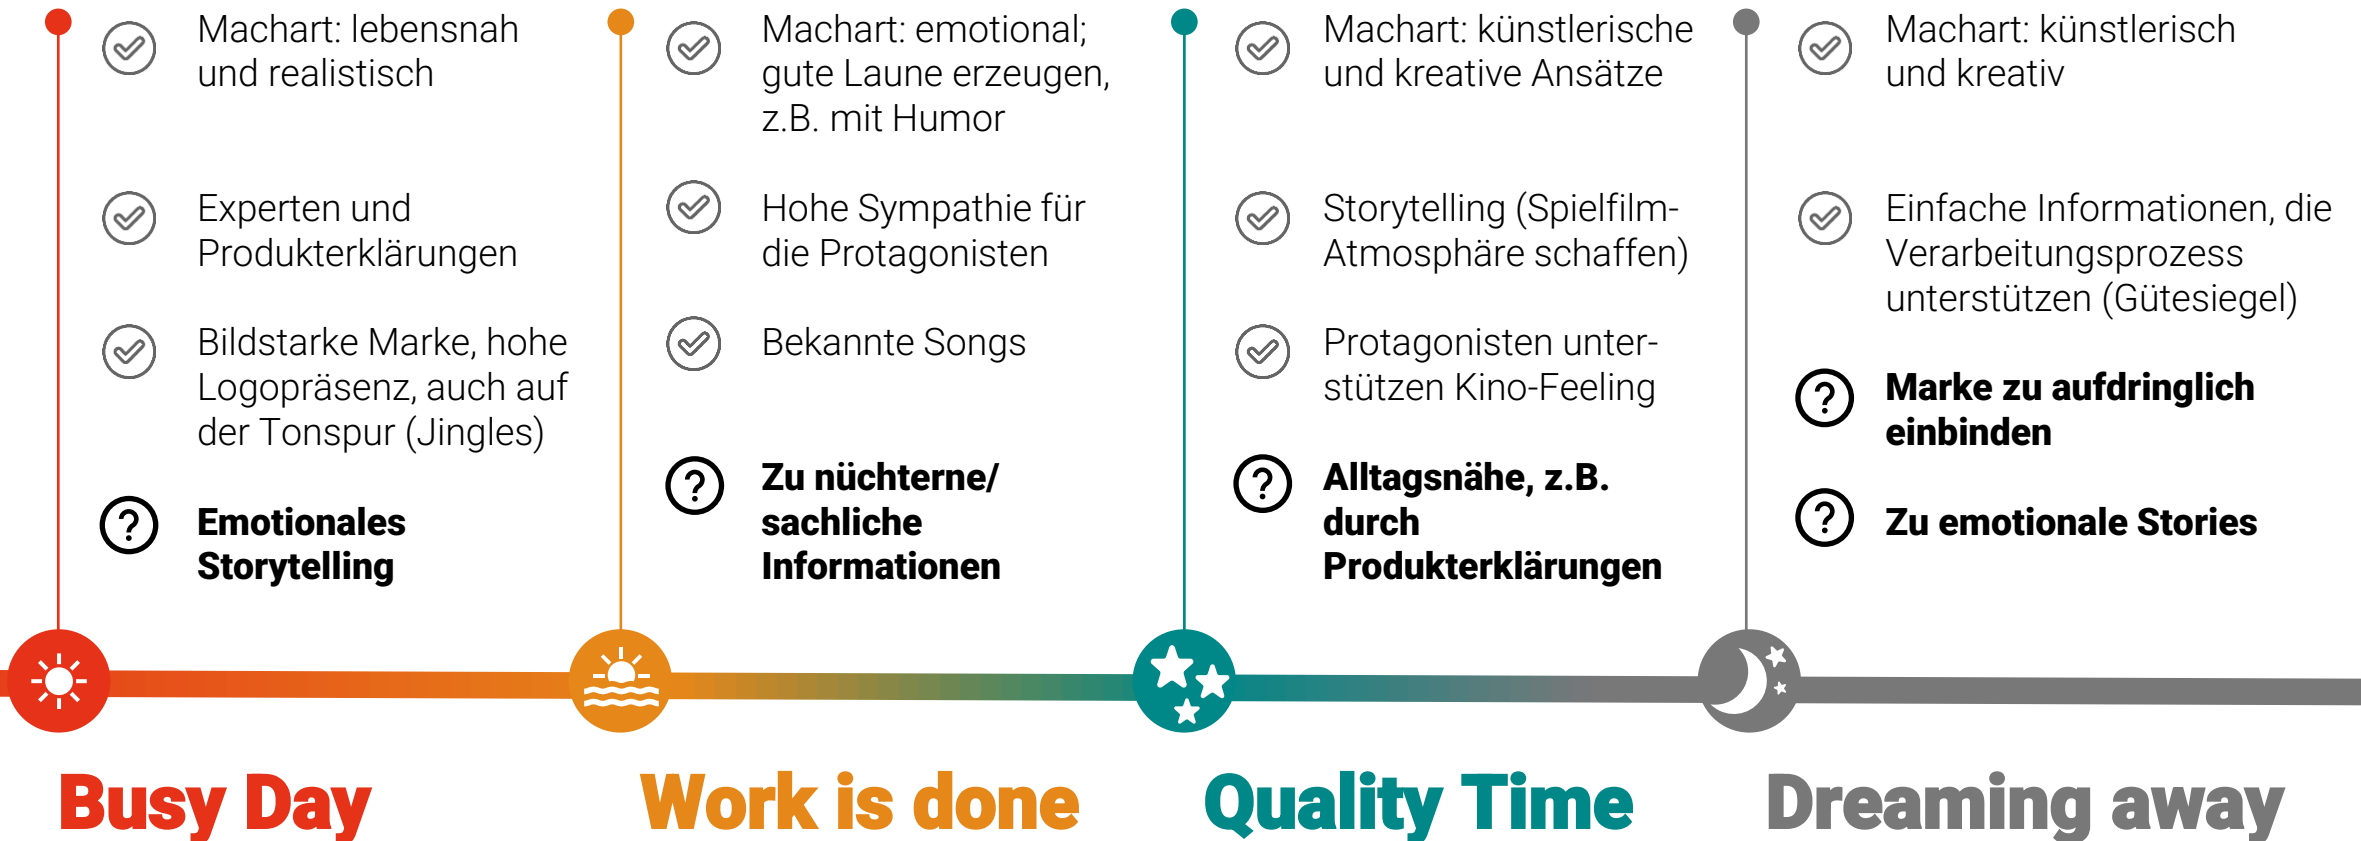 Machart: lebensnah
und realistisch
Experten und
Produkterklärungen
Bildstarke Marke, hohe
Logopräsenz, auch auf
der Tonspur (Jingles)
Emotionales
Storytelling
Busy Day
Machart: emotional;
gute Laune erzeugen,
z.B. mit Humor
Hohe Sympathie für
die Protagonisten
Bekannte Songs
Zu nüchterne/
sachliche
Informationen
Work is done
Machart: künstlerische
und kreative Ansätze
Storytelling (Spielfilm-
Atmosphäre schaffen)
Protagonisten unter-
stützen Kino-Feeling
Alltagsnähe, z.B.
durch
Produkterklärungen
Quality Time
Machart: künstlerisch
und kreativ
Einfache Informationen, die
Verarbeitungsprozess
unterstützen (Gütesiegel)
Marke zu aufdringlich
einbinden
Zu emotionale Stories
Dreaming away